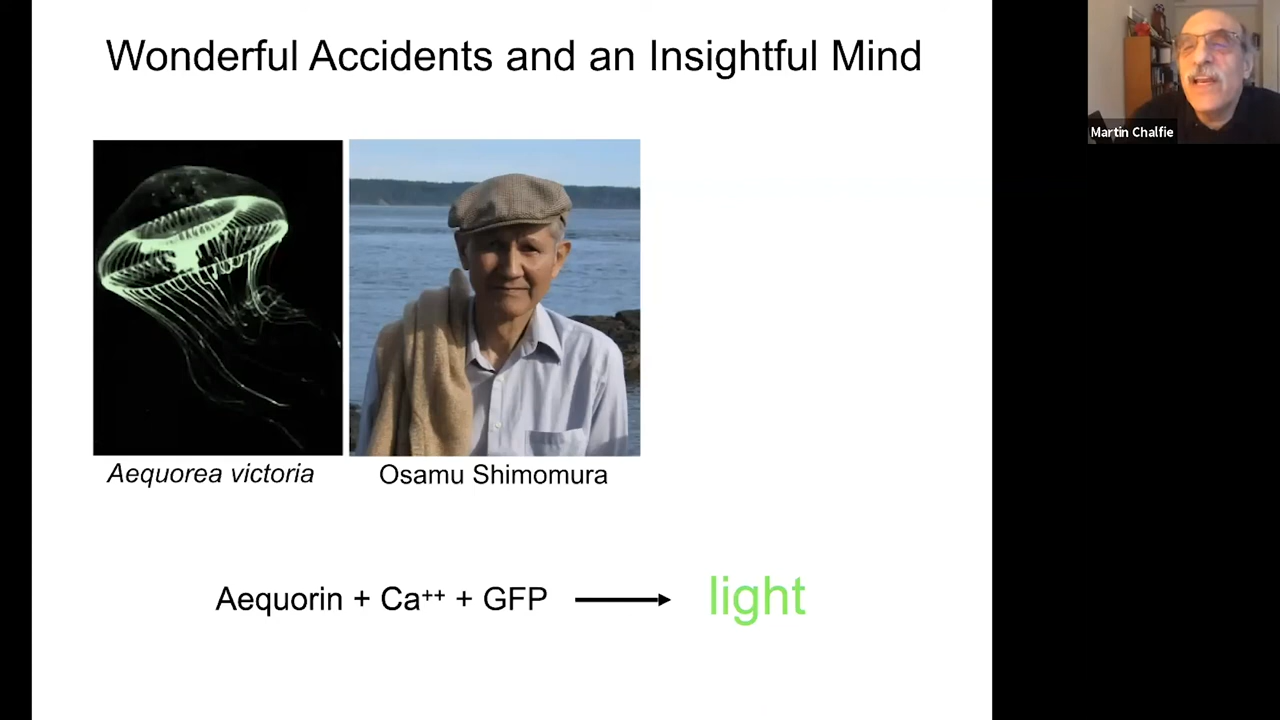 Wonderful Accidents and an Insightful Mind
Martin Chalfie
Aequorea victoria
Osamu Shimomura
Aequorin + Ca⁺⁺ + GFP
light